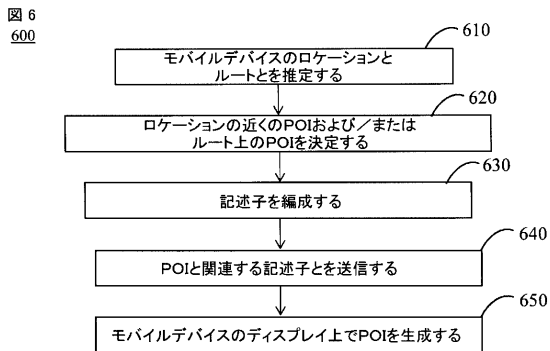 図 6
600
610
モバイルデバイスのロケーションと
ルートとを推定する
620
ロケーションの近くのPOIおよび/または
ルート上のPOIを決定する
630
記述子を編成する
640
POIと関連する記述子とを送信する
650
モバイルデバイスのディスプレイ上でPOIを生成する